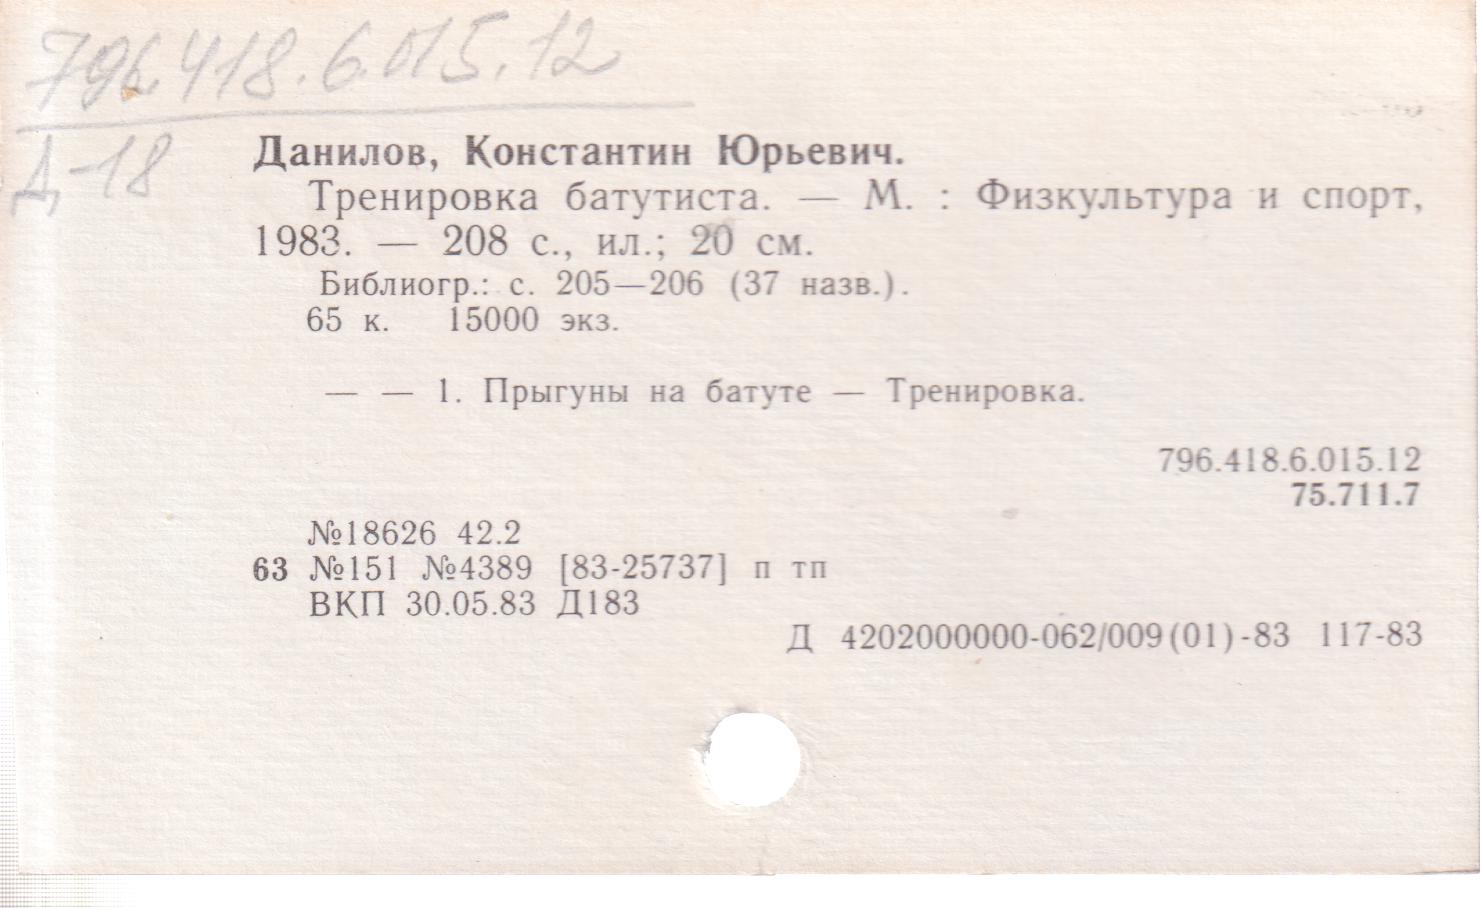 796.418.6.015.12
Д-18
Данилов, Константин Юрьевич.
Тренировка батутиста. — М. : Физкультура и спорт,
1983. — 208 с., ил.; 20 см.
Библиогр.: с. 205—206 (37 назв.).
65 к. 15000 экз.
— — 1. Прыгуны на батуте — Тренировка.
796.418.6.015.12
75.711.7
№18626 42.2
63 №151 №4389 [83-25737] п тп
ВКП 30.05.83 Д183
Д 4202000000-062/009(01)-83 117-83